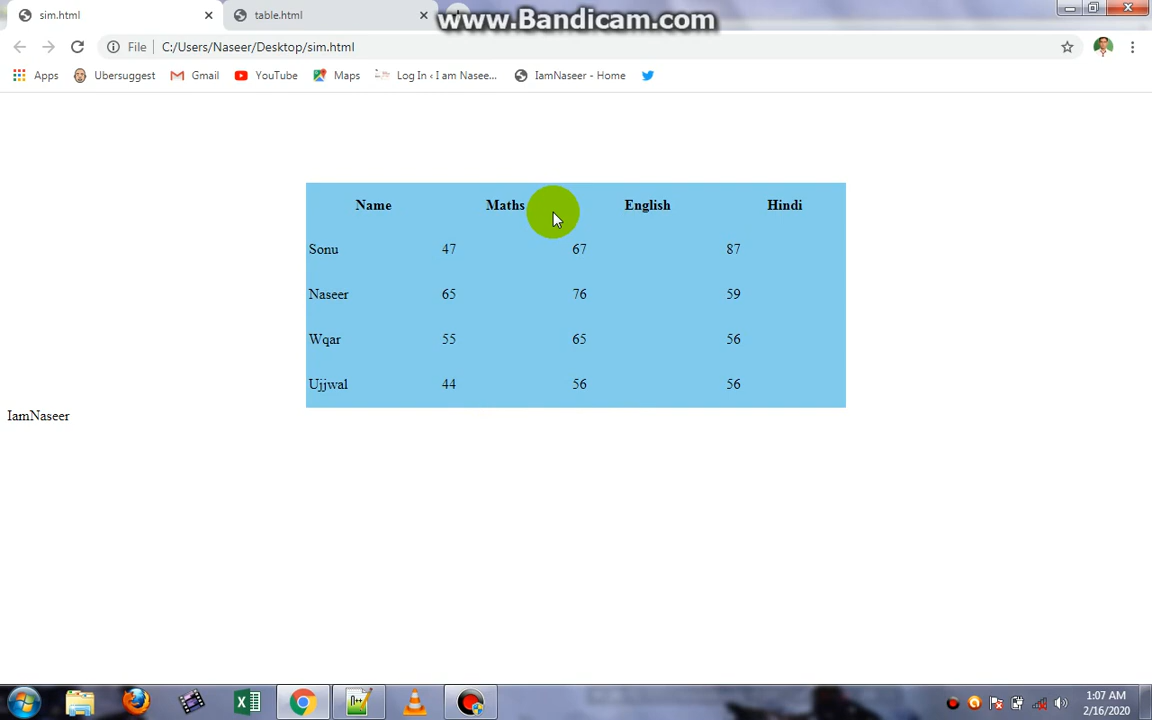 www.Bandicam.com
sim.html
table.html
File
C:/Users/Naseer/Desktop/sim.html
Apps
Ubersuggest
Gmail
YouTube
Maps
Log In ‹ I am Nasee...
IamNaseer - Home
Name Maths English Hindi
Sonu 47 67 87
Naseer 65 76 59
Wqar 55 65 56
Ujjwal 44 56 56
IamNaseer
1:07 AM
2/16/2020